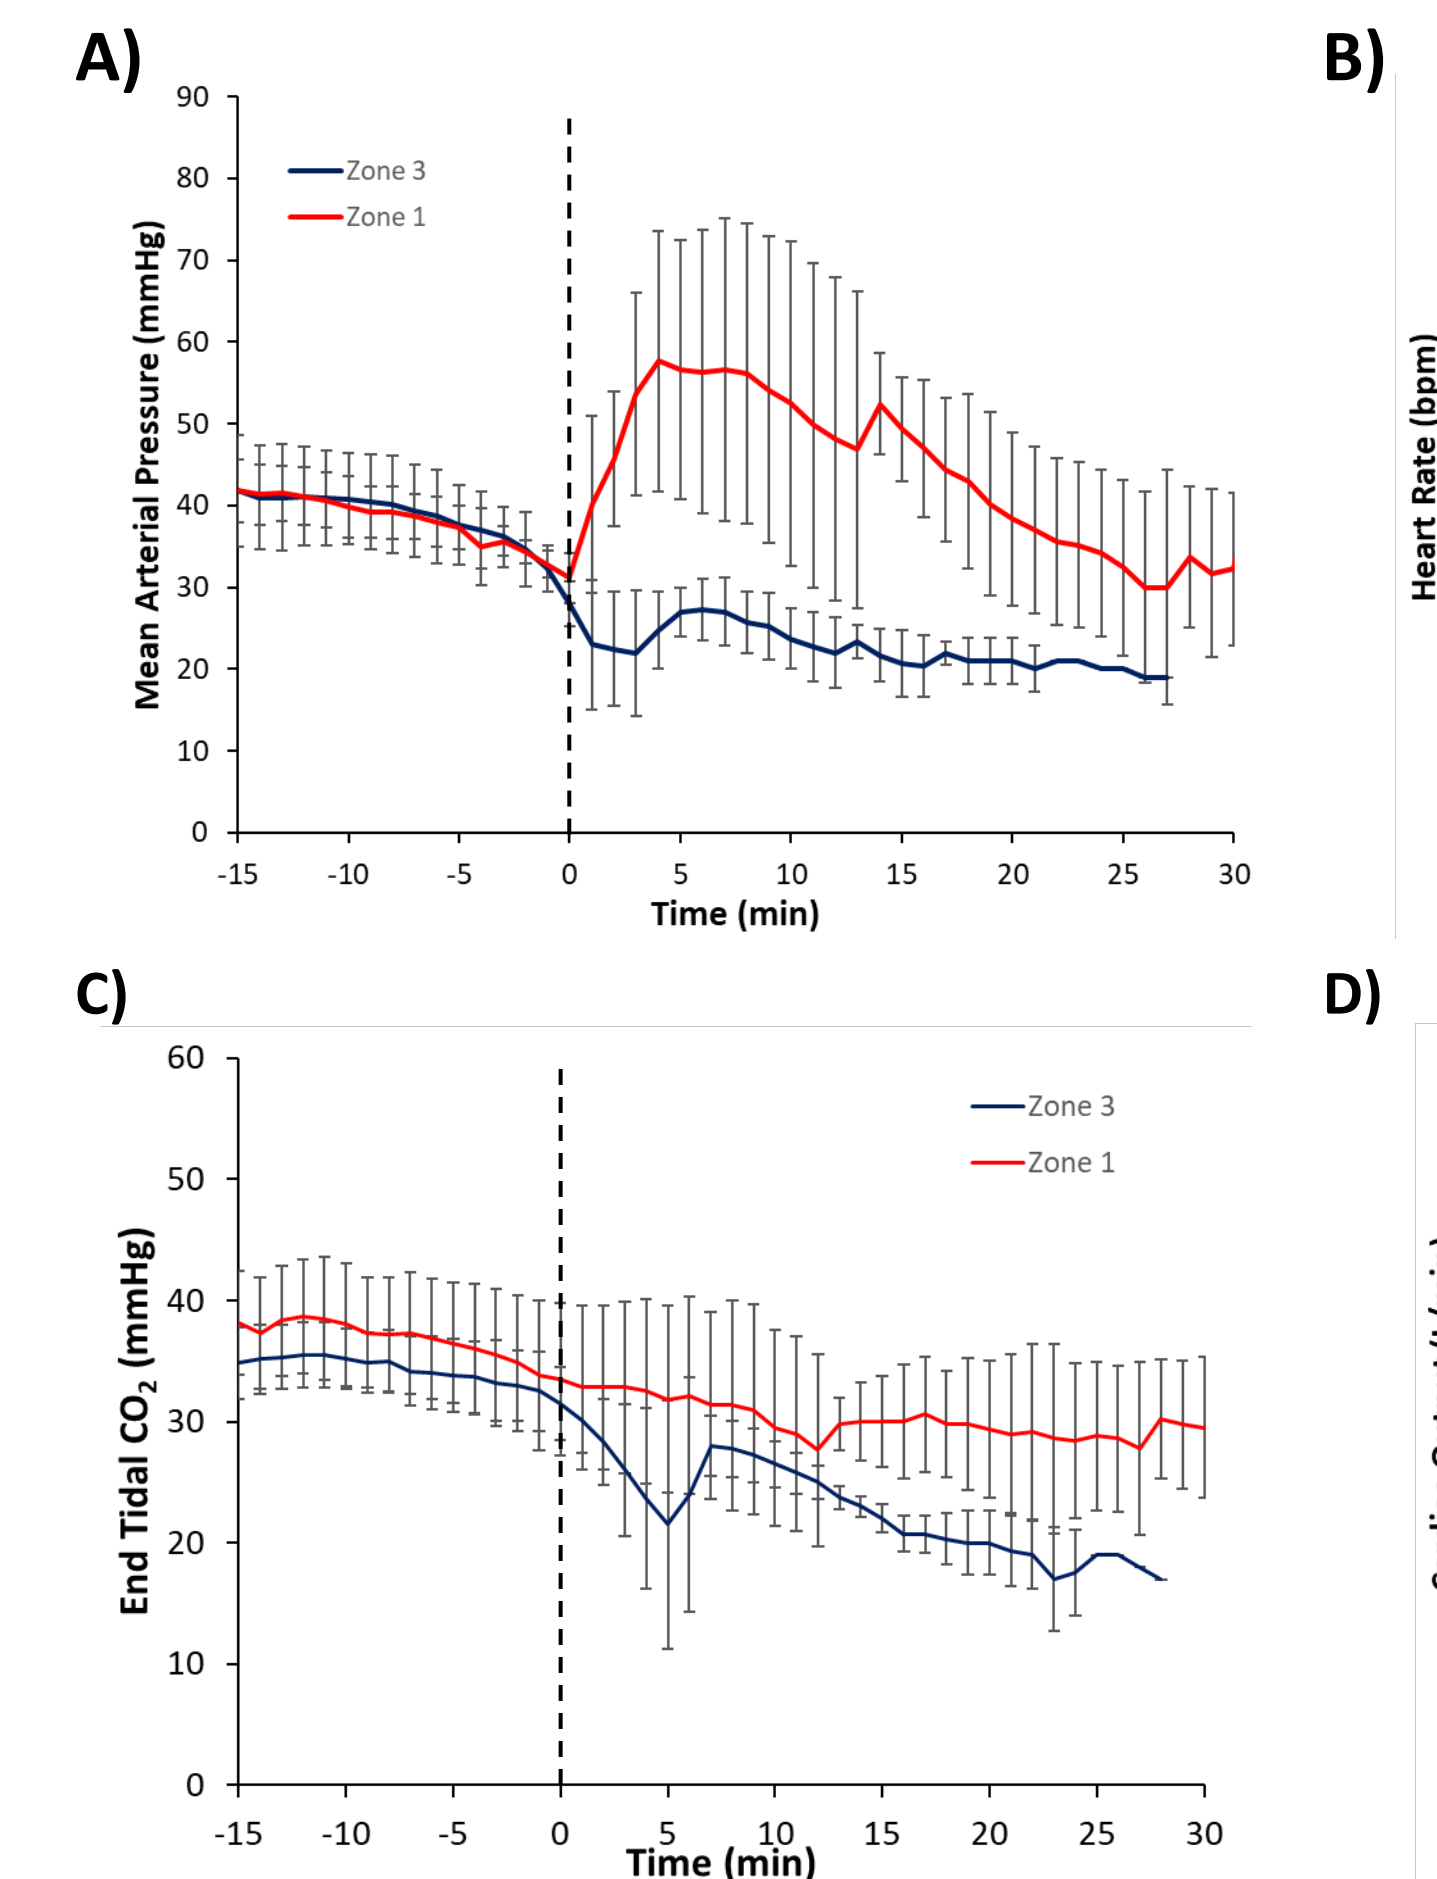 A)
B)
90
80
70
60
50
40
30
20
10
0
Zone 3
Zone 1
Mean Arterial Pressure (mmHg)
-15 -10 -5 0 5 10 15 20 25 30
Time (min)
Heart Rate (bpm)
C)
D)
60
50
40
30
20
10
0
Zone 3
Zone 1
End Tidal CO₂ (mmHg)
-15 -10 -5 0 5 10 15 20 25 30
Time (min)